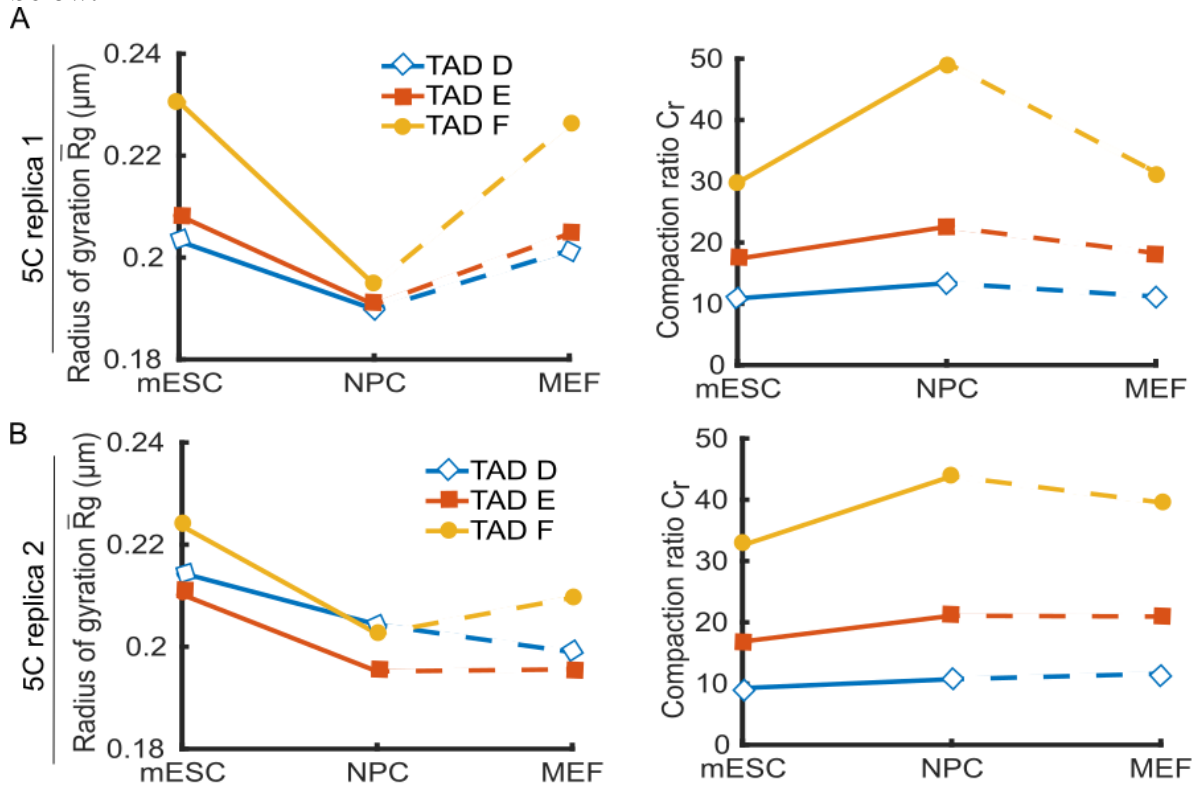 A
5C replica 1
Radius of gyration R̅g (µm)
0.24
0.22
0.2
0.18
mESC NPC MEF
TAD D
TAD E
TAD F
Compaction ratio Cr
50
40
30
20
10
0
mESC NPC MEF
B
5C replica 2
Radius of gyration R̅g (µm)
0.24
0.22
0.2
0.18
mESC NPC MEF
TAD D
TAD E
TAD F
Compaction ratio Cr
50
40
30
20
10
0
mESC NPC MEF